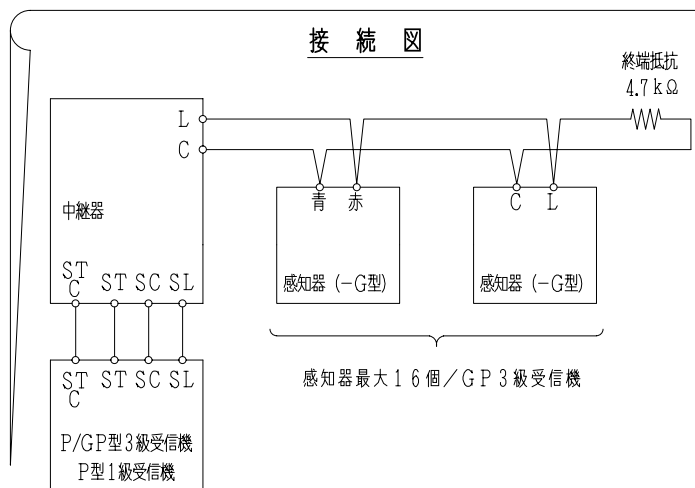 接続図
終端抵抗
4.7kΩ
L
C
中継器
青 赤
C L
感知器(-G型)
感知器(-G型)
ST
C
ST SC SL
感知器最大16個/GP3級受信機
ST
C
ST SC SL
P/GP型3級受信機
P型1級受信機